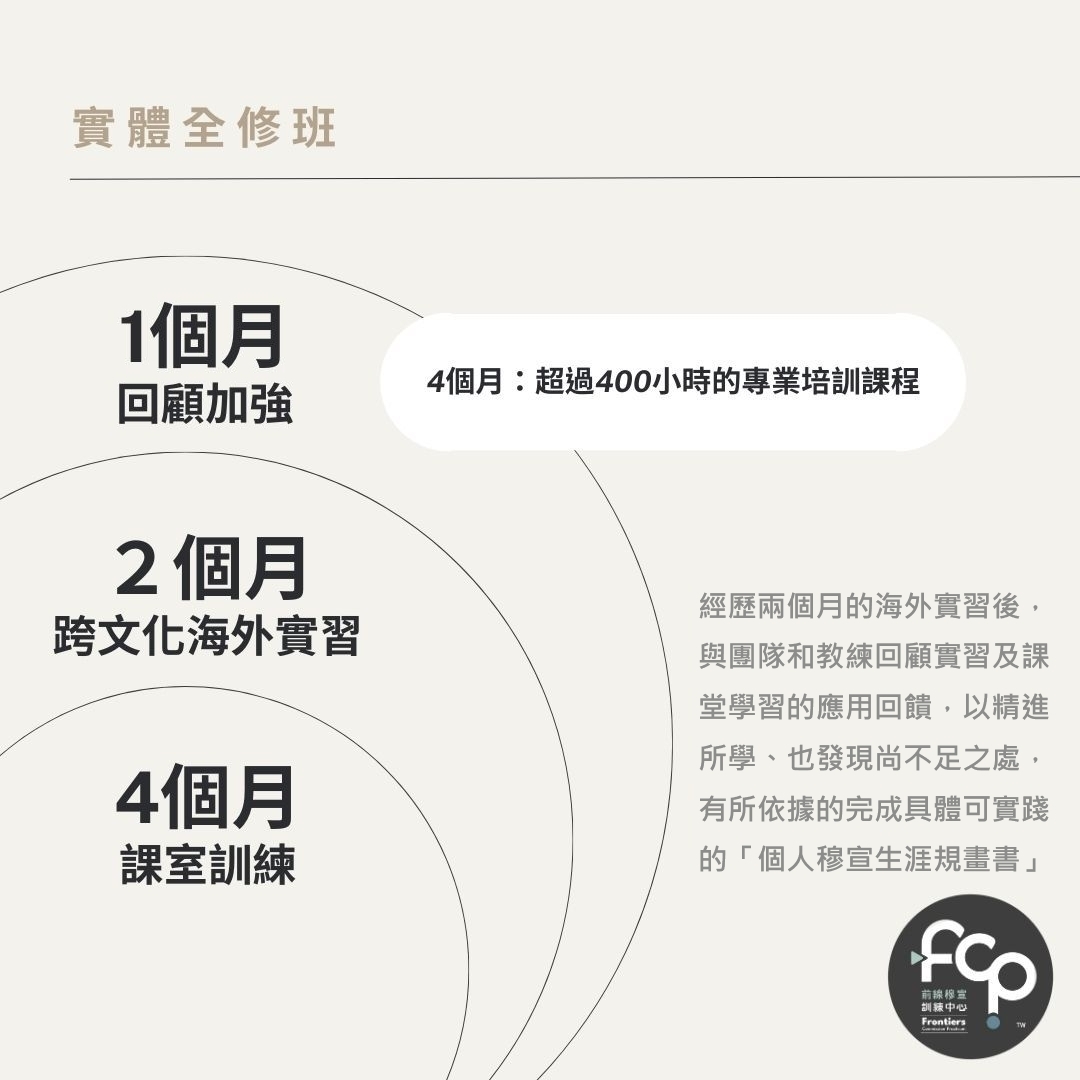 實體全修班
1個月
回顧加強
4個月：超過400小時的專業培訓課程
2個月
跨文化海外實習
4個月
課室訓練
經歷兩個月的海外實習後，
與團隊和教練回顧實習及課
堂學習的應用回饋，以精進
所學、也發現尚不足之處，
有所依據的完成具體可實踐
的「個人穆宣生涯規畫書」
fcp
前線穆宣
訓練中心
Frontiers
TW